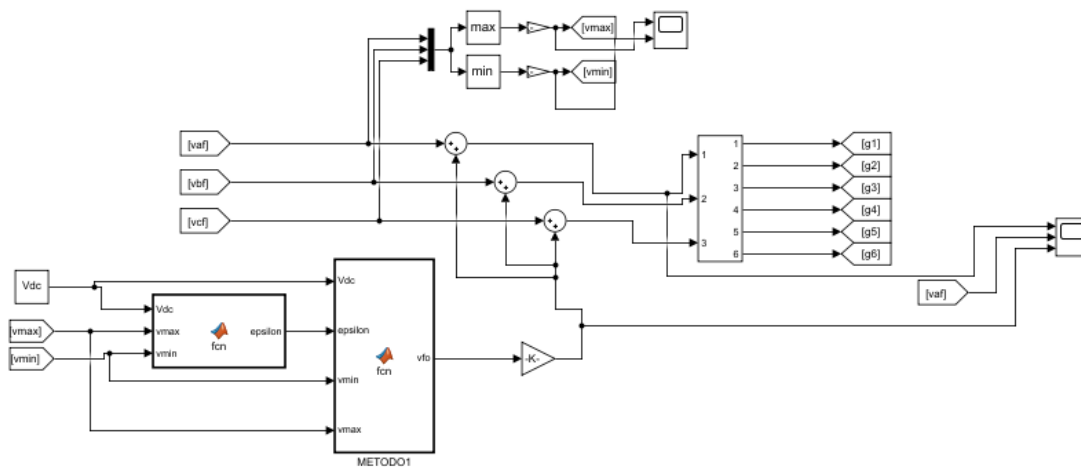 max
[vmax]
min
[vmin]
[vaf]
[vbf]
[vcf]
1
2
3
1
2
3
4
5
6
[g1]
[g2]
[g3]
[g4]
[g5]
[g6]
[vaf]
Vdc
[vmax]
[vmin]
Vdc
vmax
vmin
fcn
epsilon
Vdc
epsilon
vmin
vmax
fcn
vfo
METODO1
-K-